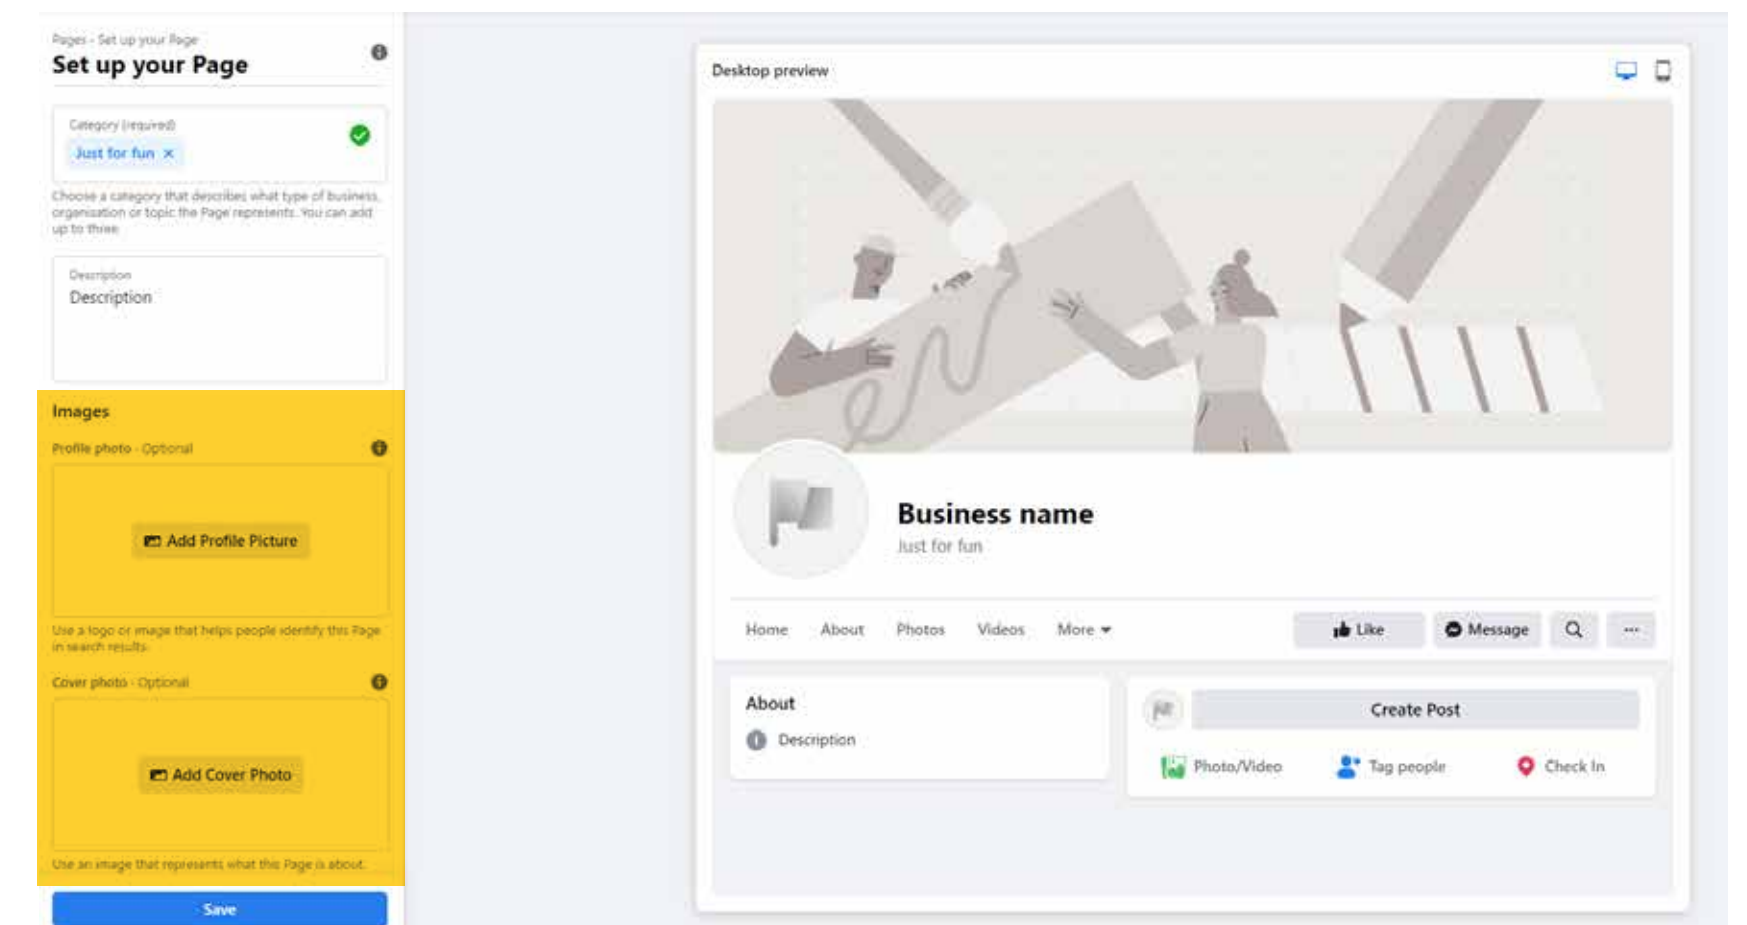 Pages - Set up your Page
Set up your Page
Category (required)
Just for fun ×
Choose a category that describes what type of business,
organisation or topic the Page represents. You can add
up to three.
Description
Description
Images
Profile photo - Optional
Add Profile Picture
Use a logo or image that helps people identify this Page
in search results.
Cover photo - Optional
Add Cover Photo
Use an image that represents what this Page is about.
Save
Desktop preview
Business name
Just for fun
Home About Photos Videos More
Like Message
About
Description
Create Post
Photo/Video Tag people Check In